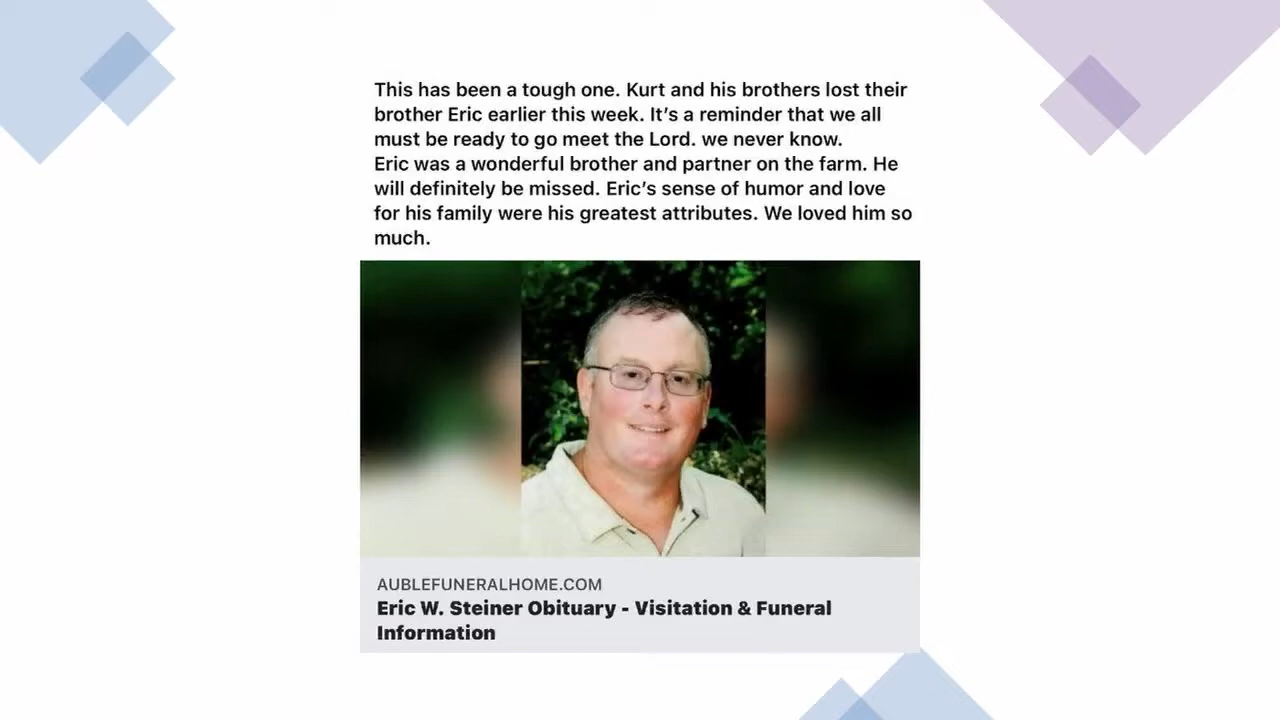 This has been a tough one. Kurt and his brothers lost their
brother Eric earlier this week. It’s a reminder that we all
must be ready to go meet the Lord. we never know.
Eric was a wonderful brother and partner on the farm. He
will definitely be missed. Eric’s sense of humor and love
for his family were his greatest attributes. We loved him so
much.
AUBLEFUNERALHOME.COM
Eric W. Steiner Obituary - Visitation & Funeral
Information